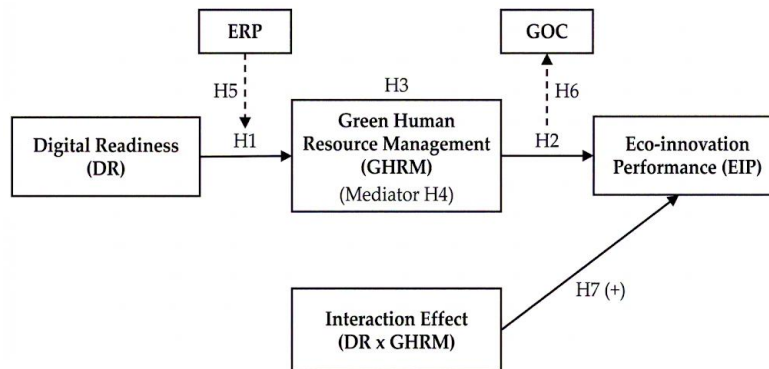 ERP
GOC
H5
H3
H6
Digital Readiness
(DR)
H1
Green Human
Resource Management
(GHRM)
(Mediator H4)
H2
Eco-innovation
Performance (EIP)
H7 (+)
Interaction Effect
(DR x GHRM)